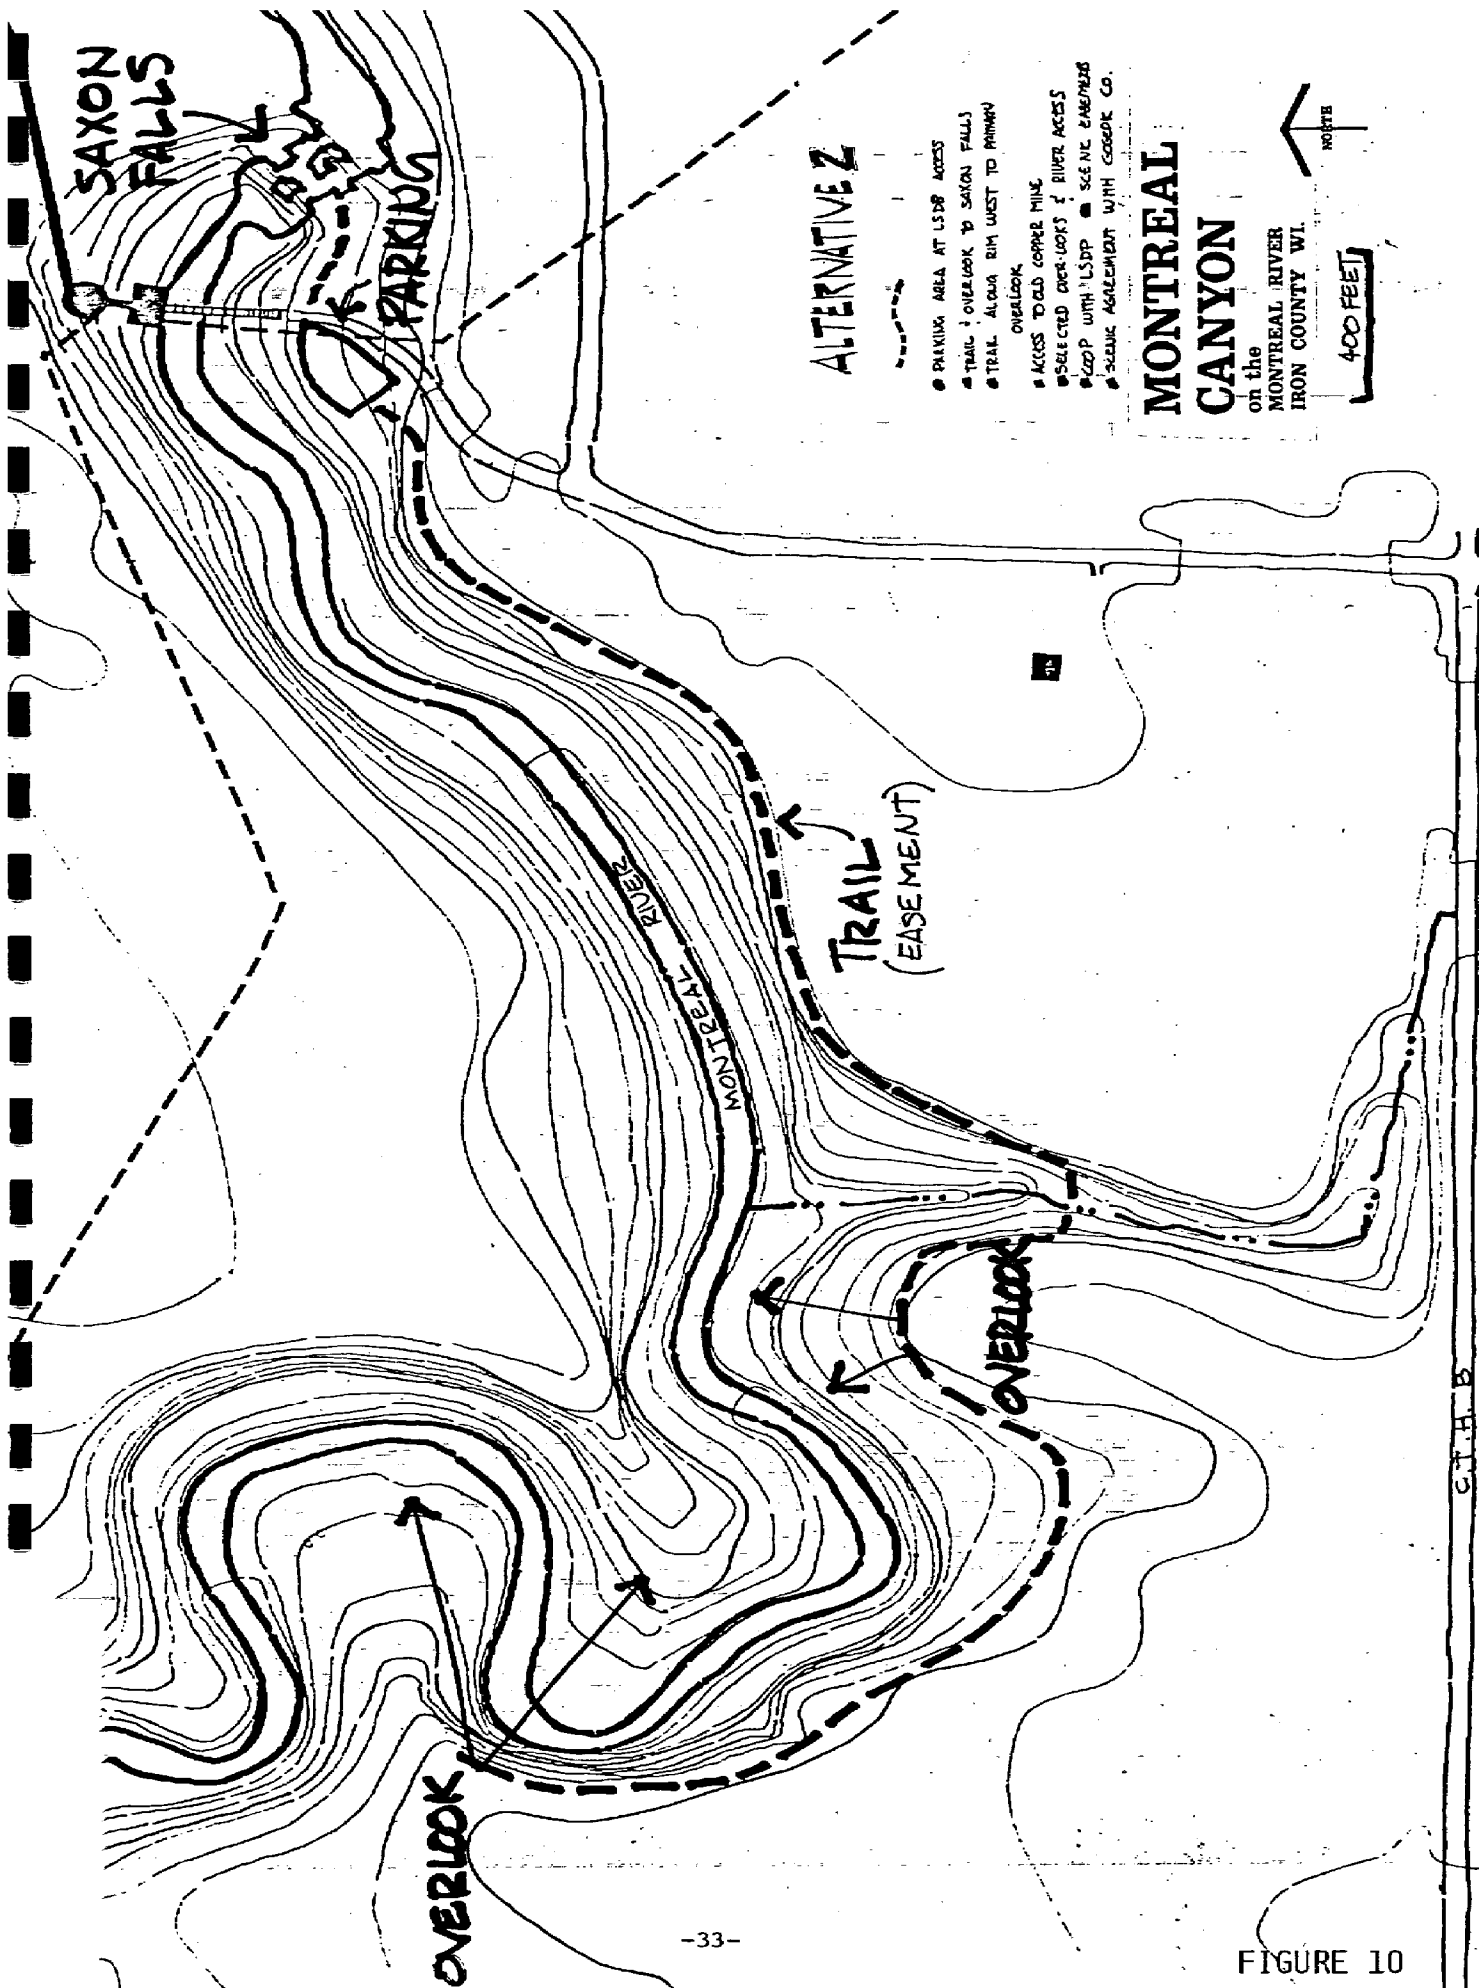 SAXON
FALLS
PARKING
ALTERNATIVE 2
PARKING AREA AT LSDP ACCESS
TRAIL & OVERLOOK TO SAXON FALLS
TRAIL ALONG RIM WEST TO PRIMARY
OVERLOOK
ACCESS TO OLD COPPER MINE
SELECTED OVER-LOOKS & RIVER ACCESS
COOP WITH LSDP SCENIC EASEMENTS
SCENIC AGREEMENT WITH GOGEBIC CO.
MONTREAL
CANYON
on the
MONTREAL RIVER
IRON COUNTY WI.
400 FEET
NORTH
MONTREAL RIVER
TRAIL
(EASEMENT)
OVERLOOK
OVERLOOK
C.T.H. B
-33-
FIGURE 10